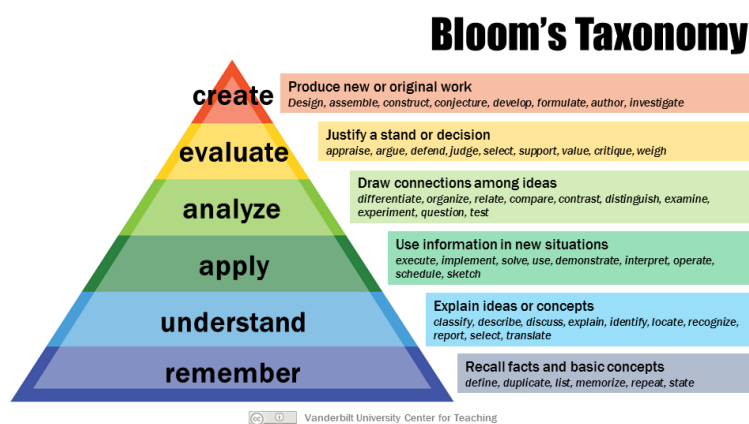 Bloom's Taxonomy
create
Produce new or original work
Design, assemble, construct, conjecture, develop, formulate, author, investigate
evaluate
Justify a stand or decision
appraise, argue, defend, judge, select, support, value, critique, weigh
analyze
Draw connections among ideas
differentiate, organize, relate, compare, contrast, distinguish, examine,
experiment, question, test
apply
Use information in new situations
execute, implement, solve, use, demonstrate, interpret, operate,
schedule, sketch
understand
Explain ideas or concepts
classify, describe, discuss, explain, identify, locate, recognize,
report, select, translate
remember
Recall facts and basic concepts
define, duplicate, list, memorize, repeat, state
cc Vanderbilt University Center for Teaching